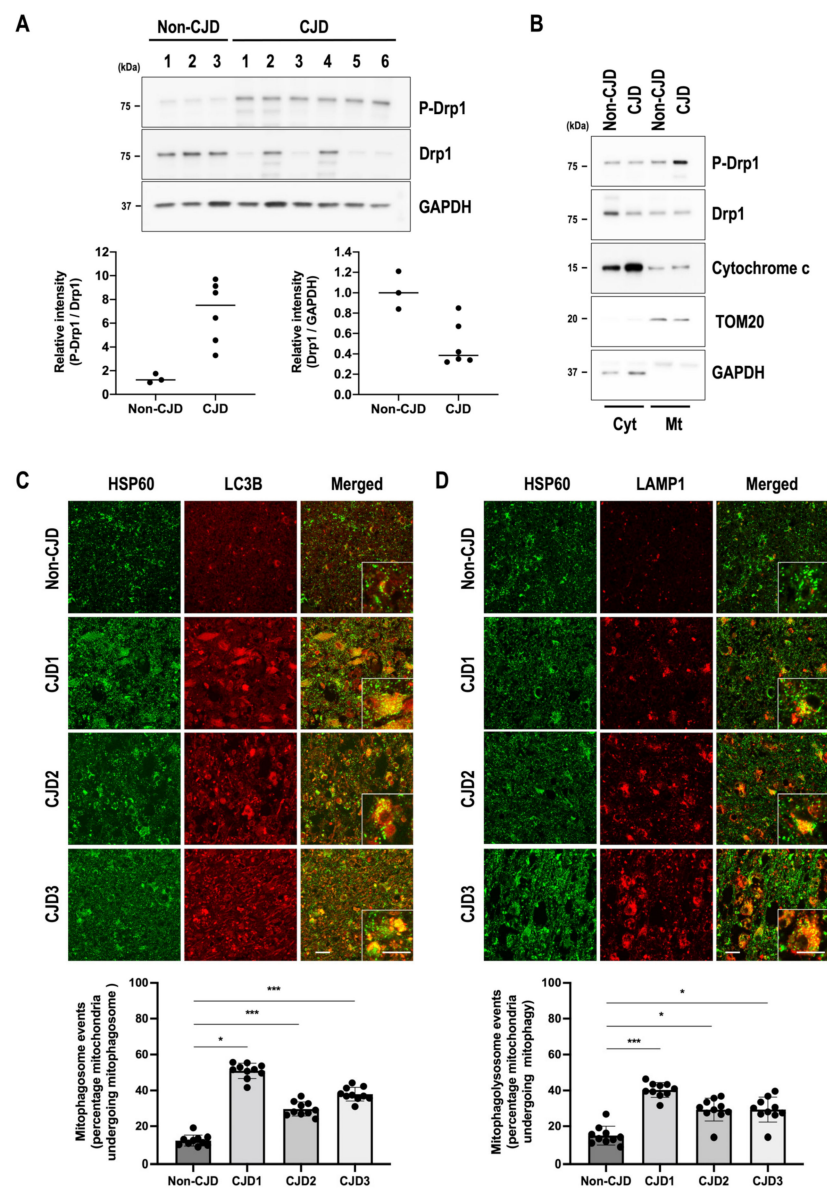 A
Non-CJD CJD
(kDa) 1 2 3 1 2 3 4 5 6
75 P-Drp1
75 Drp1
37 GAPDH
Relative intensity
(P-Drp1 / Drp1)
12
10
8
6
4
2
0
Non-CJD CJD
Relative intensity
(Drp1 / GAPDH)
1.4
1.2
1.0
0.8
0.6
0.4
0.2
0.0
Non-CJD CJD
B
Non-CJD CJD Non-CJD CJD
(kDa)
75 P-Drp1
75 Drp1
15 Cytochrome c
20 TOM20
37 GAPDH
Cyt Mt
C
HSP60 LC3B Merged
Non-CJD
CJD1
CJD2
CJD3
Mitophagosome events
(percentage mitochondria
undergoing mitophagosome )
100
80
60
40
20
0
***
***
*
Non-CJD CJD1 CJD2 CJD3
D
HSP60 LAMP1 Merged
Non-CJD
CJD1
CJD2
CJD3
Mitophagolysosome events
(percentage mitochondria
undergoing mitophagy)
100
80
60
40
20
0
*
*
***
Non-CJD CJD1 CJD2 CJD3